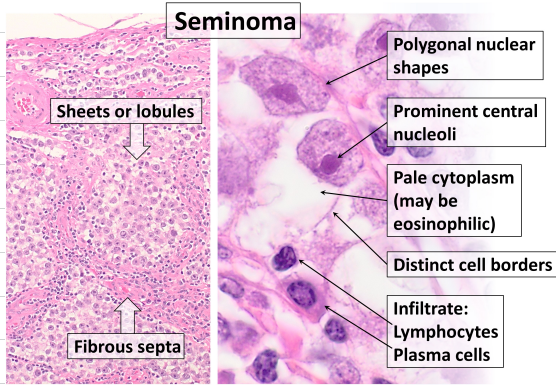 Seminoma
Sheets or lobules
Fibrous septa
Polygonal nuclear
shapes
Prominent central
nucleoli
Pale cytoplasm
(may be
eosinophilic)
Distinct cell borders
Infiltrate:
Lymphocytes
Plasma cells